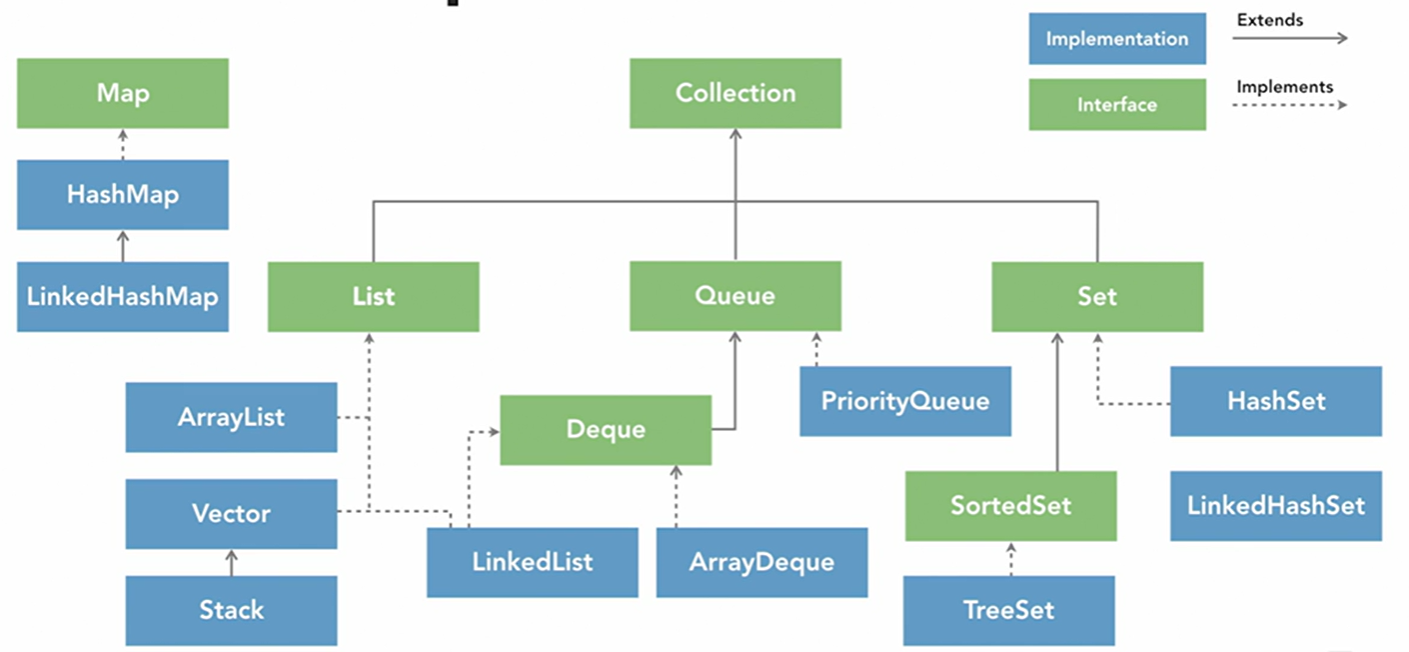 Extends
Implementation
Map
Collection
Implements
Interface
HashMap
LinkedHashMap
List
Queue
Set
ArrayList
PriorityQueue
HashSet
Deque
Vector
SortedSet
LinkedHashSet
LinkedList
ArrayDeque
Stack
TreeSet